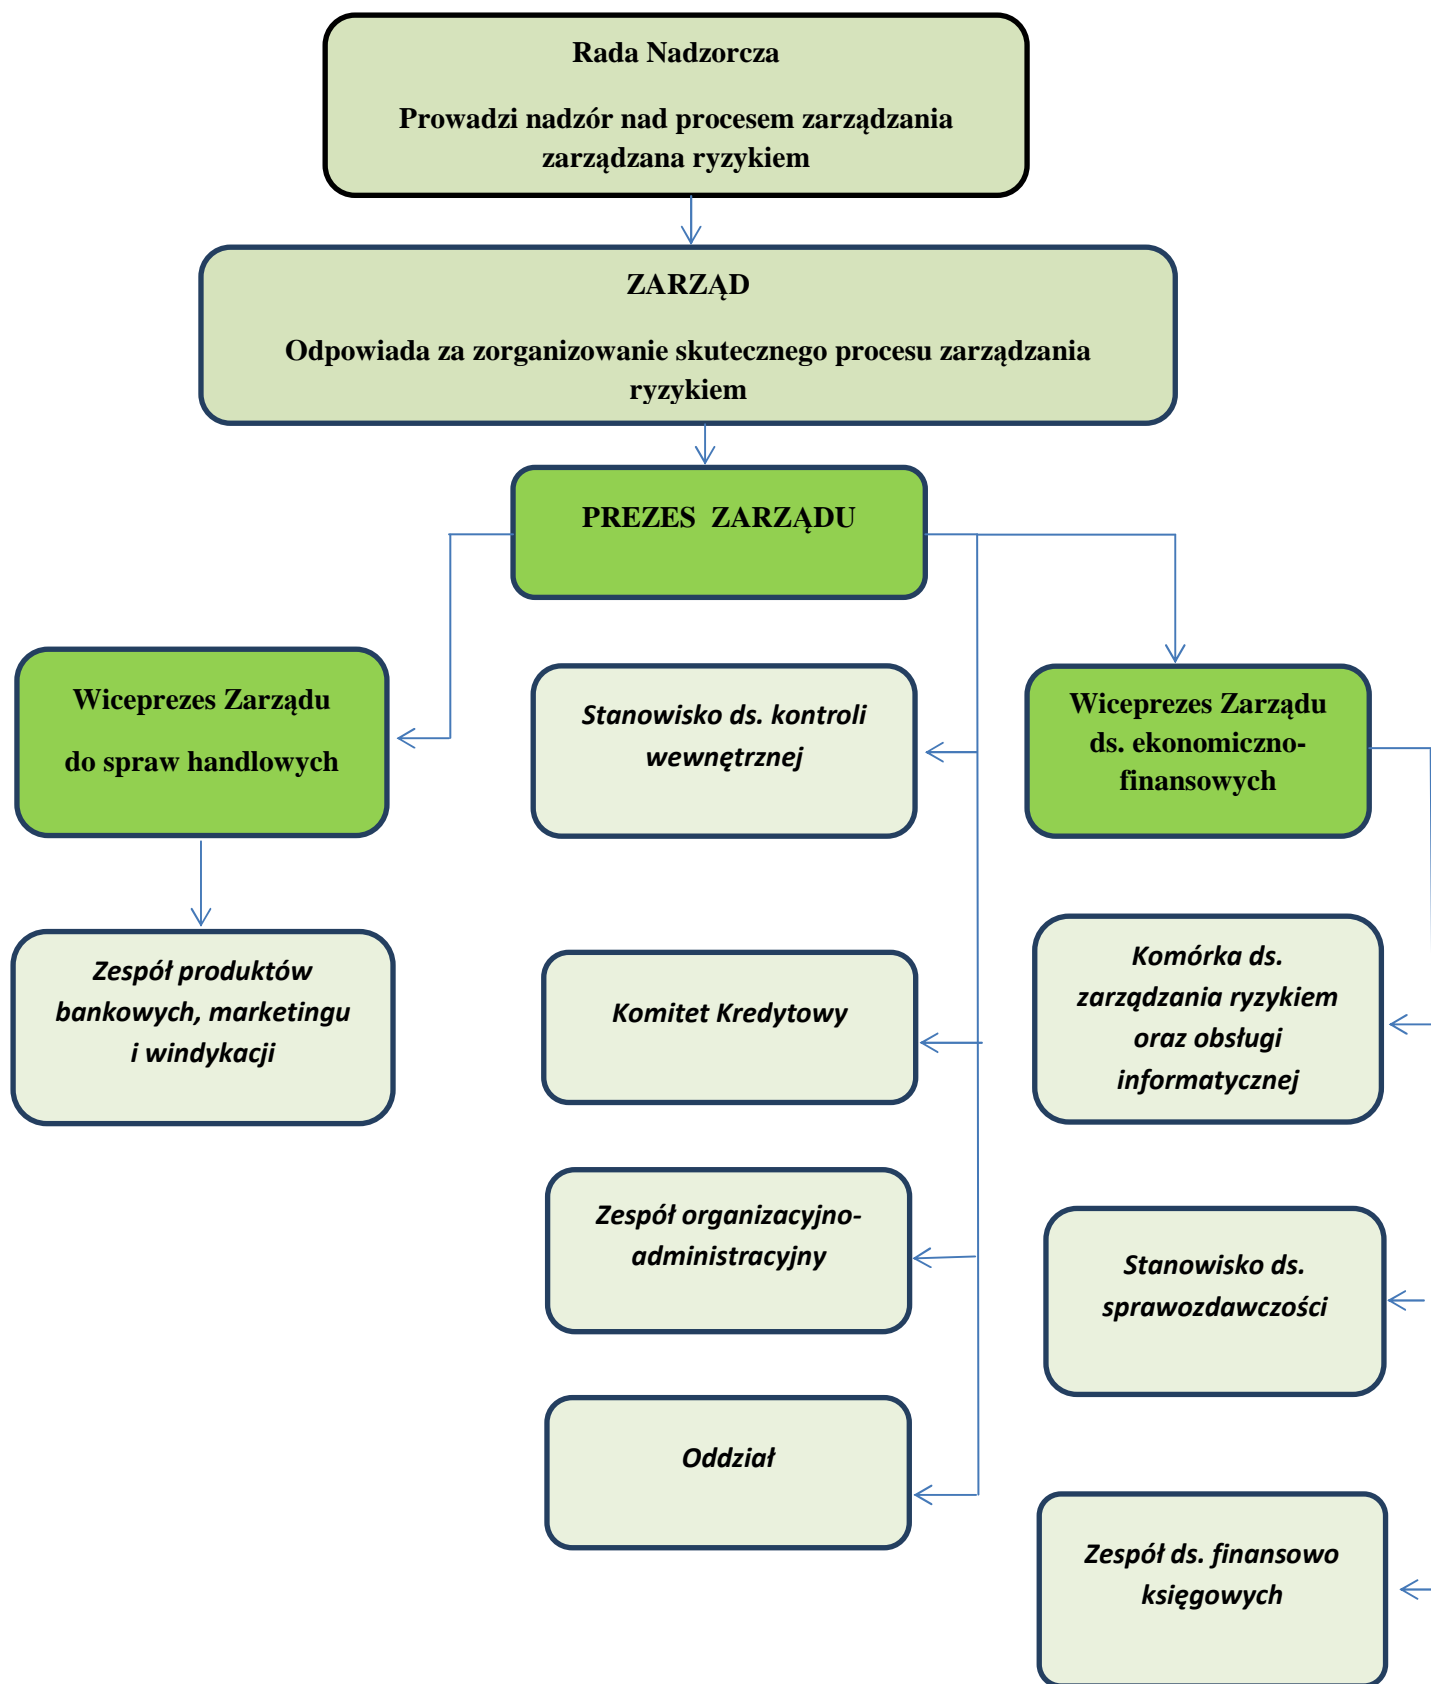 Rada Nadzorcza
Prowadzi nadzór nad procesem zarządzania
zarządzana ryzykiem
ZARZĄD
Odpowiada za zorganizowanie skutecznego procesu zarządzania
ryzykiem
PREZES ZARZĄDU
Wiceprezes Zarządu
do spraw handlowych
Stanowisko ds. kontroli
wewnętrznej
Wiceprezes Zarządu
ds. ekonomiczno-
finansowych
Zespół produktów
bankowych, marketingu
i windykacji
Komitet Kredytowy
Komórka ds.
zarządzania ryzykiem
oraz obsługi
informatycznej
Zespół organizacyjno-
administracyjny
Stanowisko ds.
sprawozdawczości
Oddział
Zespół ds. finansowo
księgowych